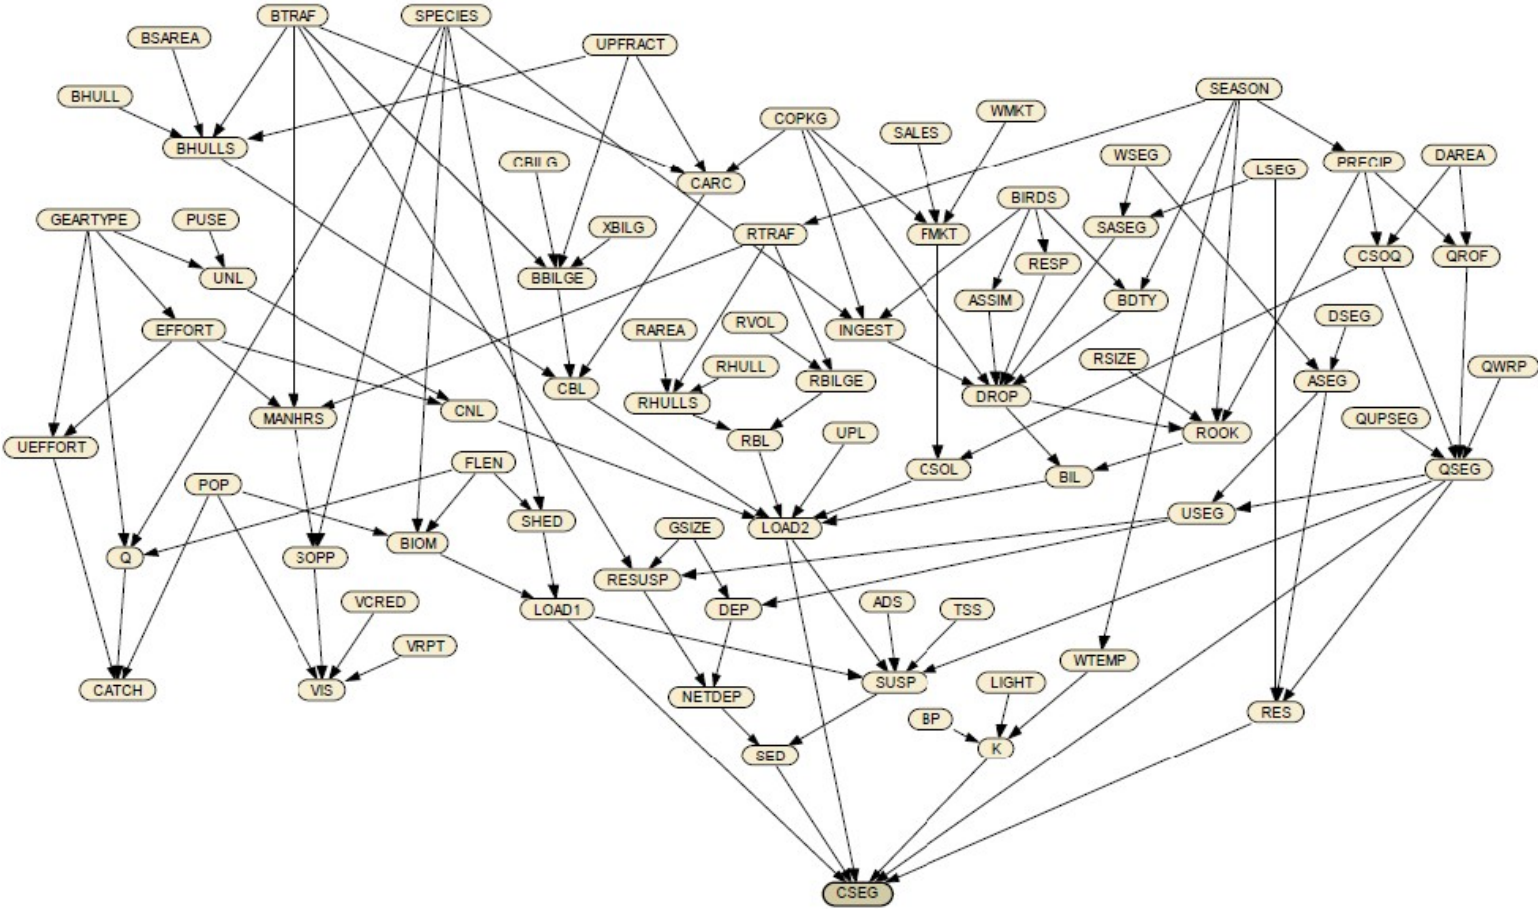 BTRAF
SPECIES
BSAREA
UPFRACT
BHULL
SEASON
COPKG
WMKT
SALES
BHULLS
CBILG
CARC
WSEG
LSEG
PRECIP
DAREA
BIRDS
GEARTYPE
PUSE
XBILG
RTRAF
FMKT
SASEG
UNL
BBILGE
RESP
CSOQ
QROF
ASSIM
BDTY
EFFORT
RAREA
RVOL
INGEST
DSEG
RSIZE
RHULL
QWRP
CBL
RHULLS
RBILGE
DROP
ASEG
MANHRS
CNL
QUPSEG
UEFFORT
RBL
UPL
ROOK
FLEN
CSOL
BIL
QSEG
POP
SHED
GSIZE
LOAD2
USEG
Q
SOPP
BIOM
RESUSP
VCRED
LOAD1
DEP
ADS
TSS
VRPT
WTEMP
CATCH
VIS
NETDEP
SUSP
LIGHT
BP
RES
SED
K
CSEG